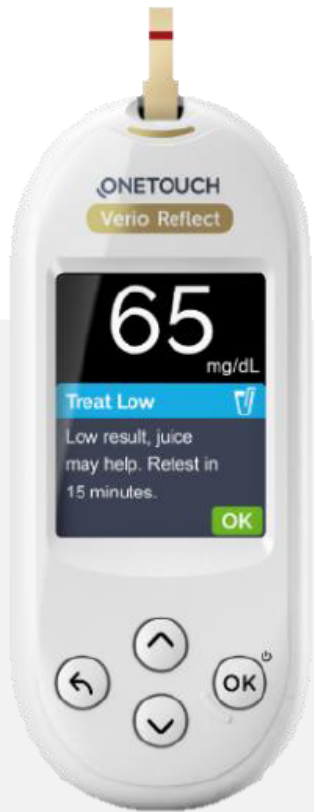 ONETOUCH
Verio Reflect
65
mg/dL
Treat Low
Low result, juice
may help. Retest in
15 minutes.
OK
OK